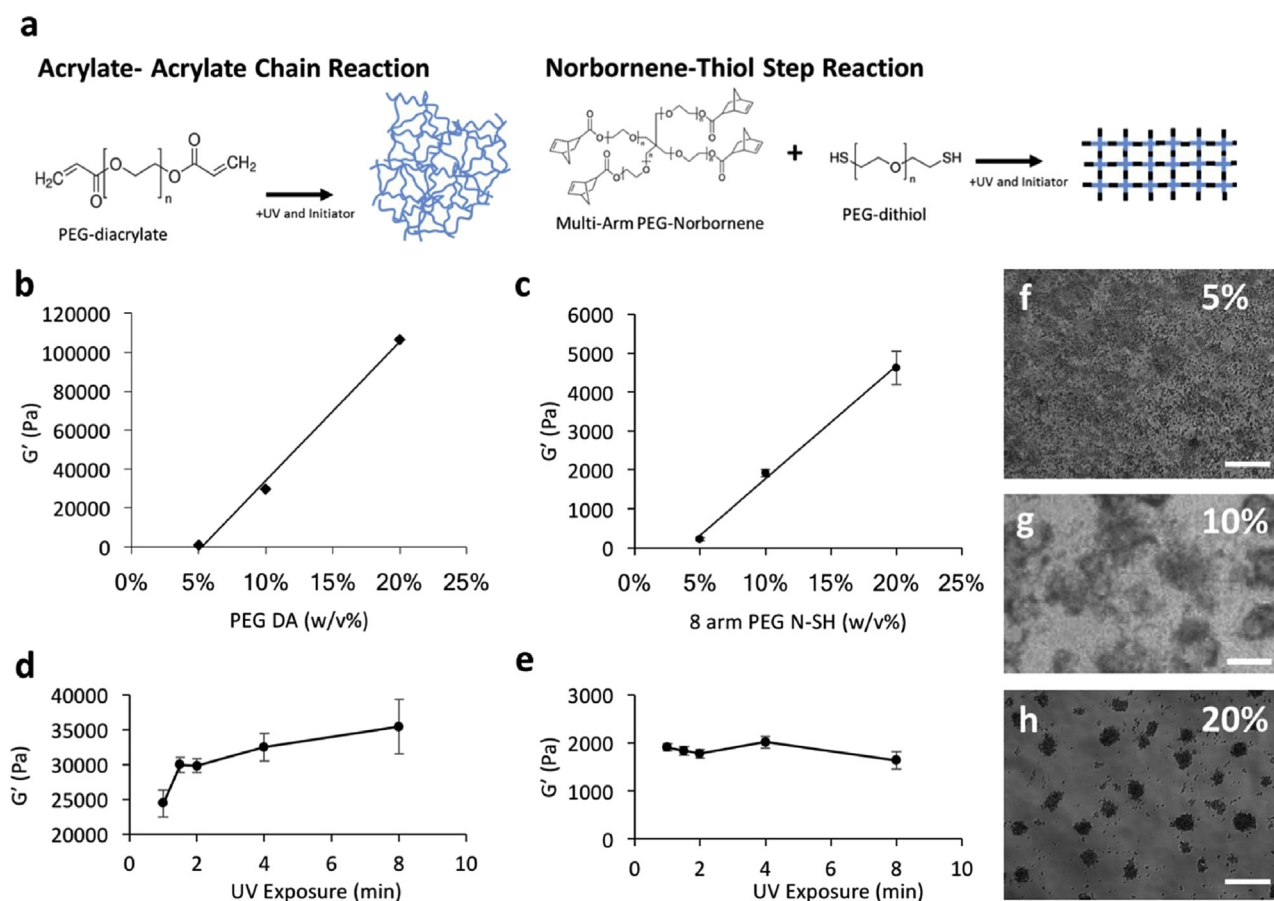 a
Acrylate- Acrylate Chain Reaction
Norbornene-Thiol Step Reaction
H₂C
O
O
n
O
O
CH₂
PEG-diacrylate
+UV and Initiator
Multi-Arm PEG-Norbornene
+
HS
O
n
SH
PEG-dithiol
+UV and Initiator
b
G' (Pa)
120000
100000
80000
60000
40000
20000
0
0% 5% 10% 15% 20% 25%
PEG DA (w/v%)
c
G' (Pa)
6000
5000
4000
3000
2000
1000
0
0% 5% 10% 15% 20% 25%
8 arm PEG N-SH (w/v%)
d
G' (Pa)
40000
35000
30000
25000
20000
0 2 4 6 8 10
UV Exposure (min)
e
G' (Pa)
3000
2000
1000
0
0 2 4 6 8 10
UV Exposure (min)
f 5%
g 10%
h 20%